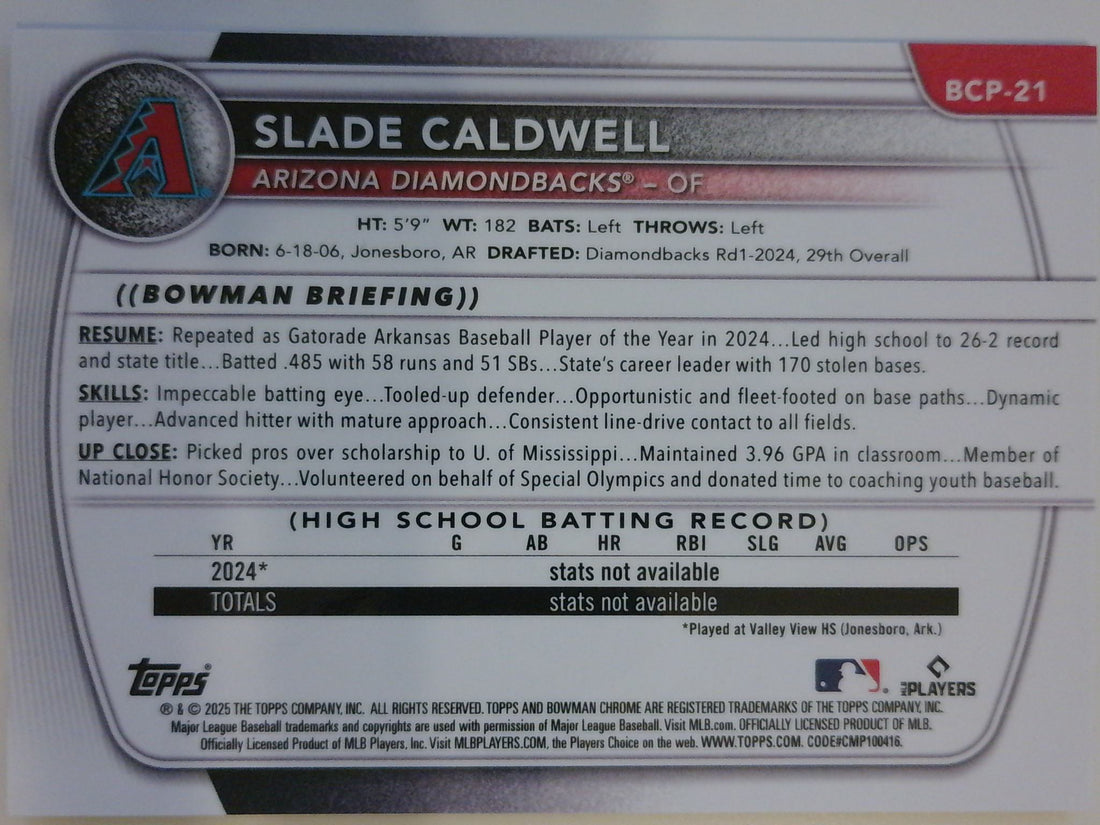 BCP-21
SLADE CALDWELL
ARIZONA DIAMONDBACKS® – OF
HT: 5'9" WT: 182 BATS: Left THROWS: Left
BORN: 6-18-06, Jonesboro, AR DRAFTED: Diamondbacks Rd1-2024, 29th Overall
((BOWMAN BRIEFING))
RESUME: Repeated as Gatorade Arkansas Baseball Player of the Year in 2024...Led high school to 26-2 record
and state title...Batted .485 with 58 runs and 51 SBs...State's career leader with 170 stolen bases.
SKILLS: Impeccable batting eye...Tooled-up defender...Opportunistic and fleet-footed on base paths...Dynamic
player...Advanced hitter with mature approach...Consistent line-drive contact to all fields.
UP CLOSE: Picked pros over scholarship to U. of Mississippi...Maintained 3.96 GPA in classroom...Member of
National Honor Society...Volunteered on behalf of Special Olympics and donated time to coaching youth baseball.
(HIGH SCHOOL BATTING RECORD)
YR G AB HR RBI SLG AVG OPS
2024* stats not available
TOTALS stats not available
*Played at Valley View HS (Jonesboro, Ark.)
Topps® MLB PLAYERS
® & © 2025 THE TOPPS COMPANY, INC. ALL RIGHTS RESERVED. TOPPS AND BOWMAN CHROME ARE REGISTERED TRADEMARKS OF THE TOPPS COMPANY, INC.
Major League Baseball trademarks and copyrights are used with permission of Major League Baseball. Visit MLB.com. OFFICIALLY LICENSED PRODUCT OF MLB.
Officially Licensed Product of MLB Players, Inc. Visit MLBPLAYERS.COM, the Players Choice on the web. WWW.TOPPS.COM. CODE#CMP100416.